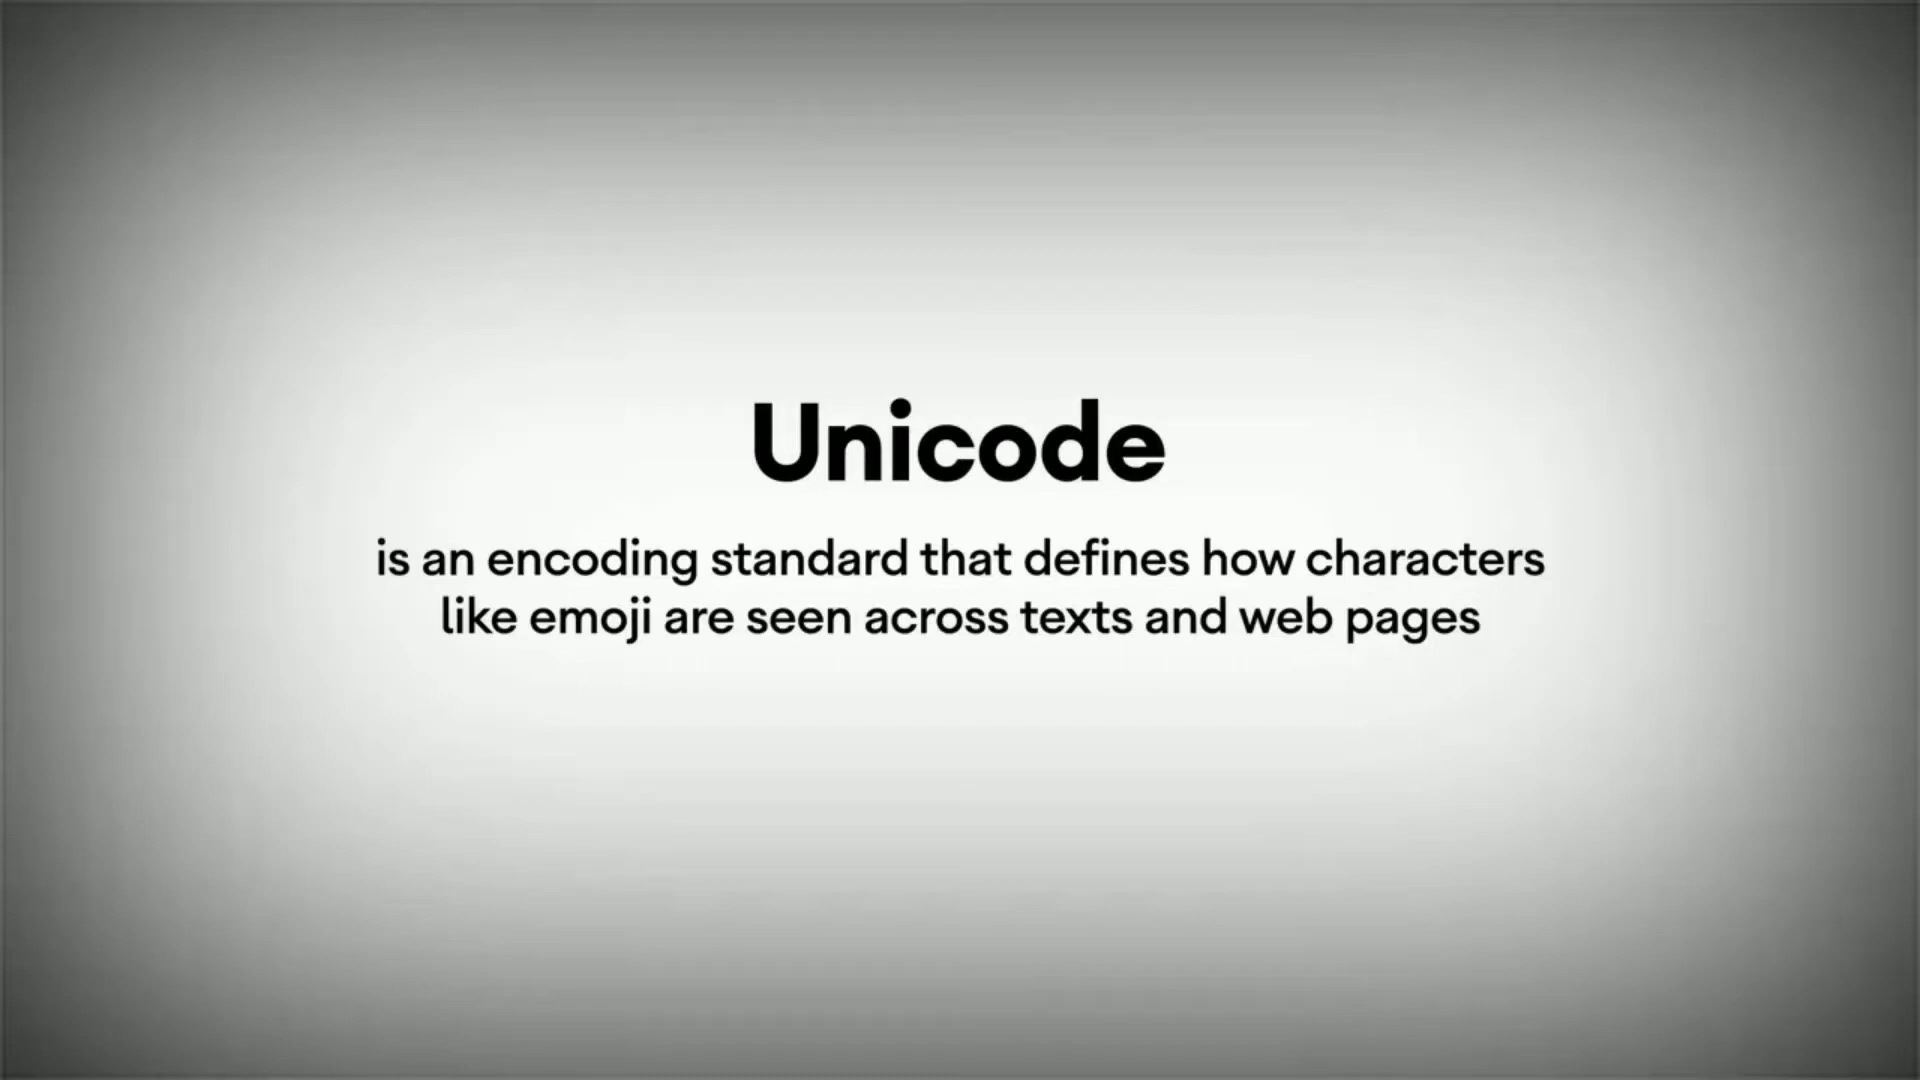 Unicode
is an encoding standard that defines how characters
like emoji are seen across texts and web pages